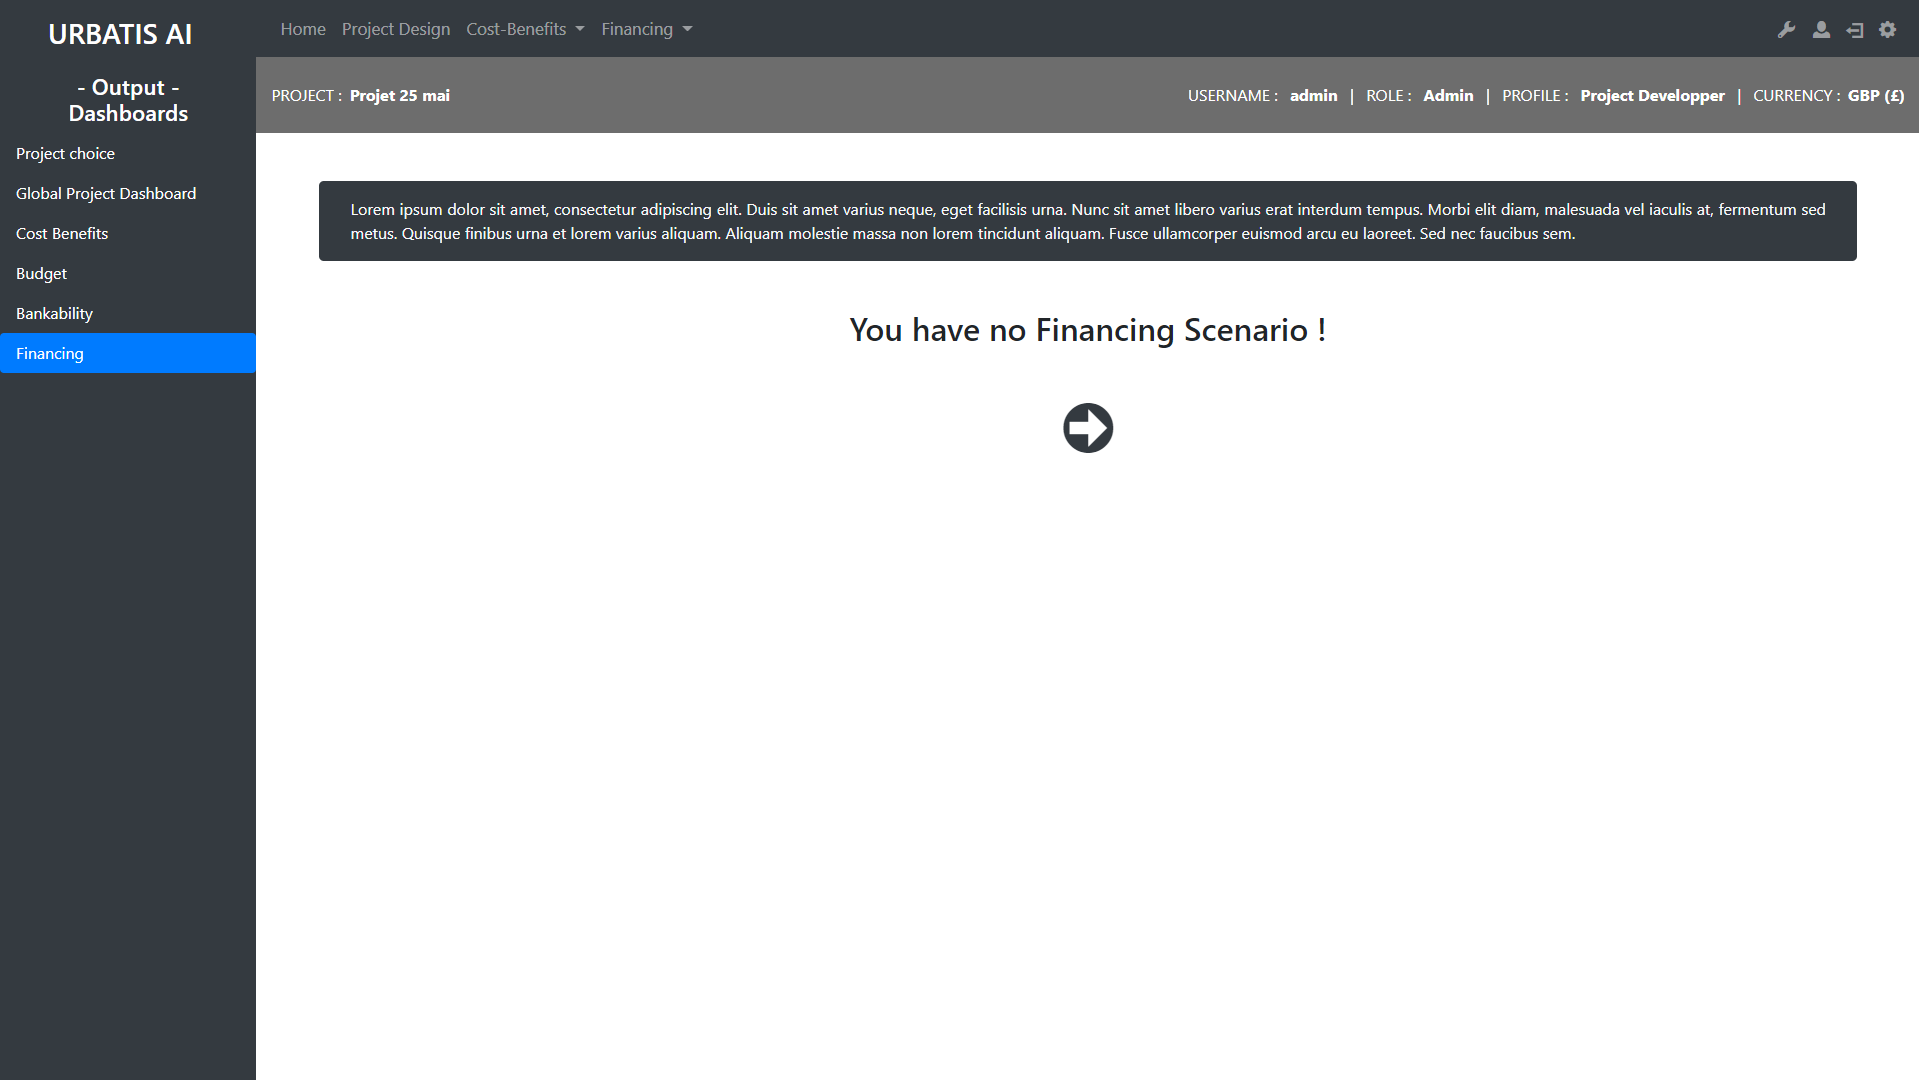 URBATIS AI
Home Project Design Cost-Benefits Financing
- Output -
Dashboards
Project choice
Global Project Dashboard
Cost Benefits
Budget
Bankability
Financing
PROJECT : Projet 25 mai
USERNAME : admin | ROLE : Admin | PROFILE : Project Developper | CURRENCY : GBP (£)
Lorem ipsum dolor sit amet, consectetur adipiscing elit. Duis sit amet varius neque, eget facilisis urna. Nunc sit amet libero varius erat interdum tempus. Morbi elit diam, malesuada vel iaculis at, fermentum sed
metus. Quisque finibus urna et lorem varius aliquam. Aliquam molestie massa non lorem tincidunt aliquam. Fusce ullamcorper euismod arcu eu laoreet. Sed nec faucibus sem.
You have no Financing Scenario !